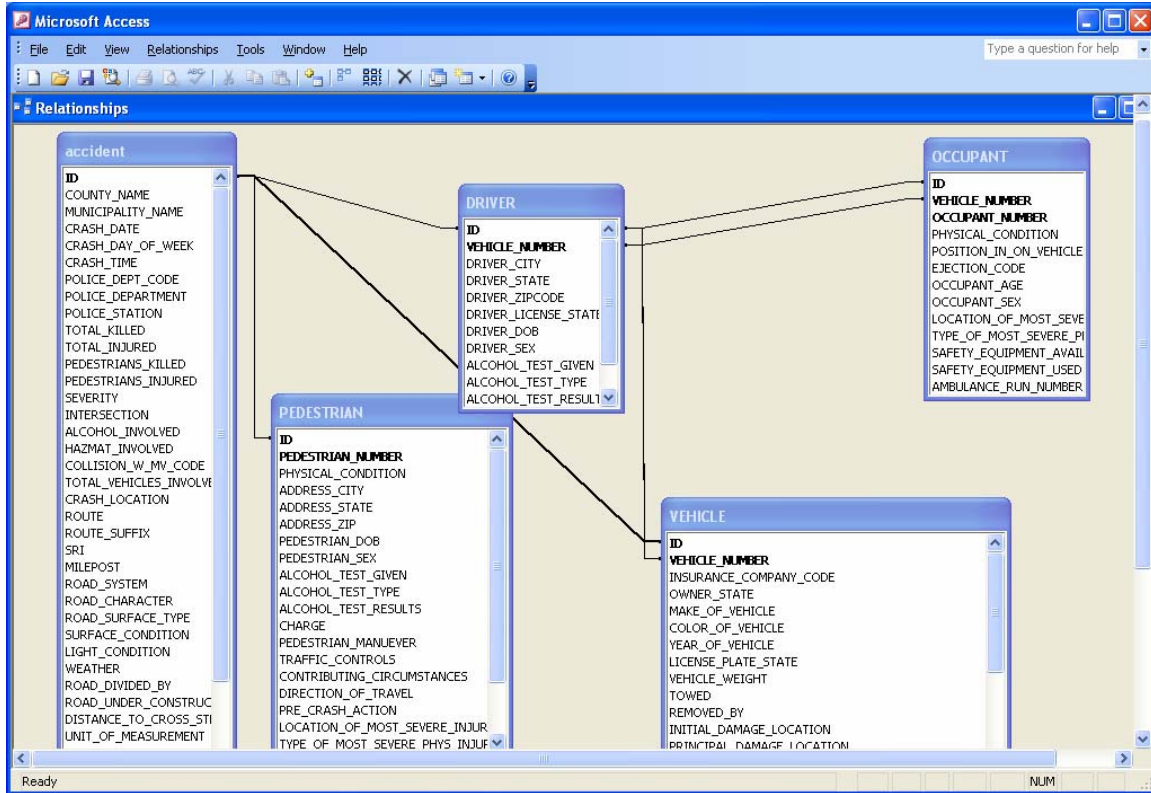 Microsoft Access
File Edit View Relationships Tools Window Help
Type a question for help
Relationships
accident
ID
COUNTY_NAME
MUNICIPALITY_NAME
CRASH_DATE
CRASH_DAY_OF_WEEK
CRASH_TIME
POLICE_DEPT_CODE
POLICE_DEPARTMENT
POLICE_STATION
TOTAL_KILLED
TOTAL_INJURED
PEDESTRIANS_KILLED
PEDESTRIANS_INJURED
SEVERITY
INTERSECTION
ALCOHOL_INVOLVED
HAZMAT_INVOLVED
COLLISION_W_MV_CODE
TOTAL_VEHICLES_INVOLVE
CRASH_LOCATION
ROUTE
ROUTE_SUFFIX
SRI
MILEPOST
ROAD_SYSTEM
ROAD_CHARACTER
ROAD_SURFACE_TYPE
SURFACE_CONDITION
LIGHT_CONDITION
WEATHER
ROAD_DIVIDED_BY
ROAD_UNDER_CONSTRUC
DISTANCE_TO_CROSS_STI
UNIT_OF_MEASUREMENT
DRIVER
ID
VEHICLE_NUMBER
DRIVER_CITY
DRIVER_STATE
DRIVER_ZIPCODE
DRIVER_LICENSE_STATE
DRIVER_DOB
DRIVER_SEX
ALCOHOL_TEST_GIVEN
ALCOHOL_TEST_TYPE
ALCOHOL_TEST_RESULT
PEDESTRIAN
ID
PEDESTRIAN_NUMBER
PHYSICAL_CONDITION
ADDRESS_CITY
ADDRESS_STATE
ADDRESS_ZIP
PEDESTRIAN_DOB
PEDESTRIAN_SEX
ALCOHOL_TEST_GIVEN
ALCOHOL_TEST_TYPE
ALCOHOL_TEST_RESULTS
CHARGE
PEDESTRIAN_MANUEVER
TRAFFIC_CONTROLS
CONTRIBUTING_CIRCUMSTANCES
DIRECTION_OF_TRAVEL
PRE_CRASH_ACTION
LOCATION_OF_MOST_SEVERE_INJUR
TYPE_OF_MOST_SEVERE_PHYS_INJUF
OCCUPANT
ID
VEHICLE_NUMBER
OCCUPANT_NUMBER
PHYSICAL_CONDITION
POSITION_IN_ON_VEHICLE
EJECTION_CODE
OCCUPANT_AGE
OCCUPANT_SEX
LOCATION_OF_MOST_SEVE
TYPE_OF_MOST_SEVERE_PI
SAFETY_EQUIPMENT_AVAIL
SAFETY_EQUIPMENT_USED
AMBULANCE_RUN_NUMBER
VEHICLE
ID
VEHICLE_NUMBER
INSURANCE_COMPANY_CODE
OWNER_STATE
MAKE_OF_VEHICLE
COLOR_OF_VEHICLE
YEAR_OF_VEHICLE
LICENSE_PLATE_STATE
VEHICLE_WEIGHT
TOWED
REMOVED_BY
INITIAL_DAMAGE_LOCATION
PRINCIPAL_DAMAGE_LOCATION
Ready
NUM